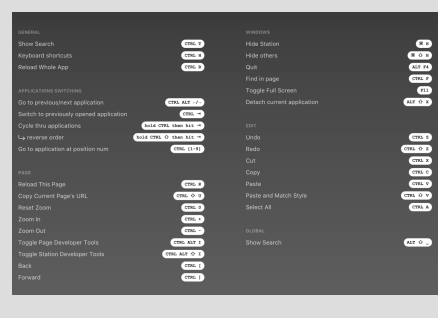 GENERAL
Show Search CTRL T
Keyboard shortcuts CTRL H
Reload Whole App CTRL R
APPLICATIONS SWITCHING
Go to previous/next application CTRL ALT ←/→
Switch to previously opened application CTRL →
Cycle thru applications hold CTRL then hit →
↳ reverse order hold CTRL ⇧ then hit →
Go to application at position num CTRL [1-9]
PAGE
Reload This Page CTRL R
Copy Current Page's URL CTRL ⇧ U
Reset Zoom CTRL 0
Zoom In CTRL +
Zoom Out CTRL -
Toggle Page Developer Tools CTRL ALT I
Toggle Station Developer Tools CTRL ALT ⇧ I
Back CTRL [
Forward CTRL ]
WINDOWS
Hide Station ⌘ H
Hide others ⌘ ⇧ H
Quit ALT F4
Find in page CTRL F
Toggle Full Screen F11
Detach current application ALT ⇧ X
EDIT
Undo CTRL Z
Redo CTRL ⇧ Z
Cut CTRL X
Copy CTRL C
Paste CTRL V
Paste and Match Style CTRL ⇧ V
Select All CTRL A
GLOBAL
Show Search ALT ⇧ _